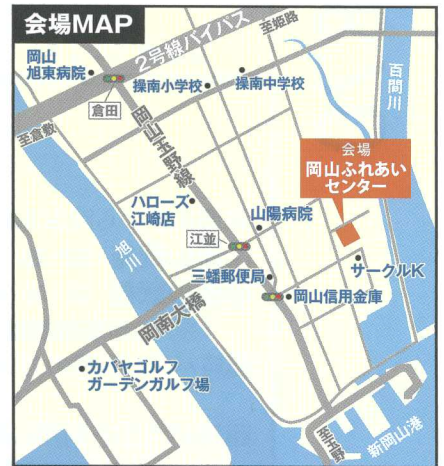 会場MAP
2号線バイパス
至姫路
岡山
旭東病院
操南小学校
操南中学校
百間川
倉田
至倉敷
岡山玉野線
会場
岡山ふれあい
センター
ハローズ
江崎店
山陽病院
江並
旭川
三蟠郵便局
サークルK
岡山信用金庫
岡南大橋
カバヤゴルフ
ガーデンガルフ場
至玉野
新岡山港